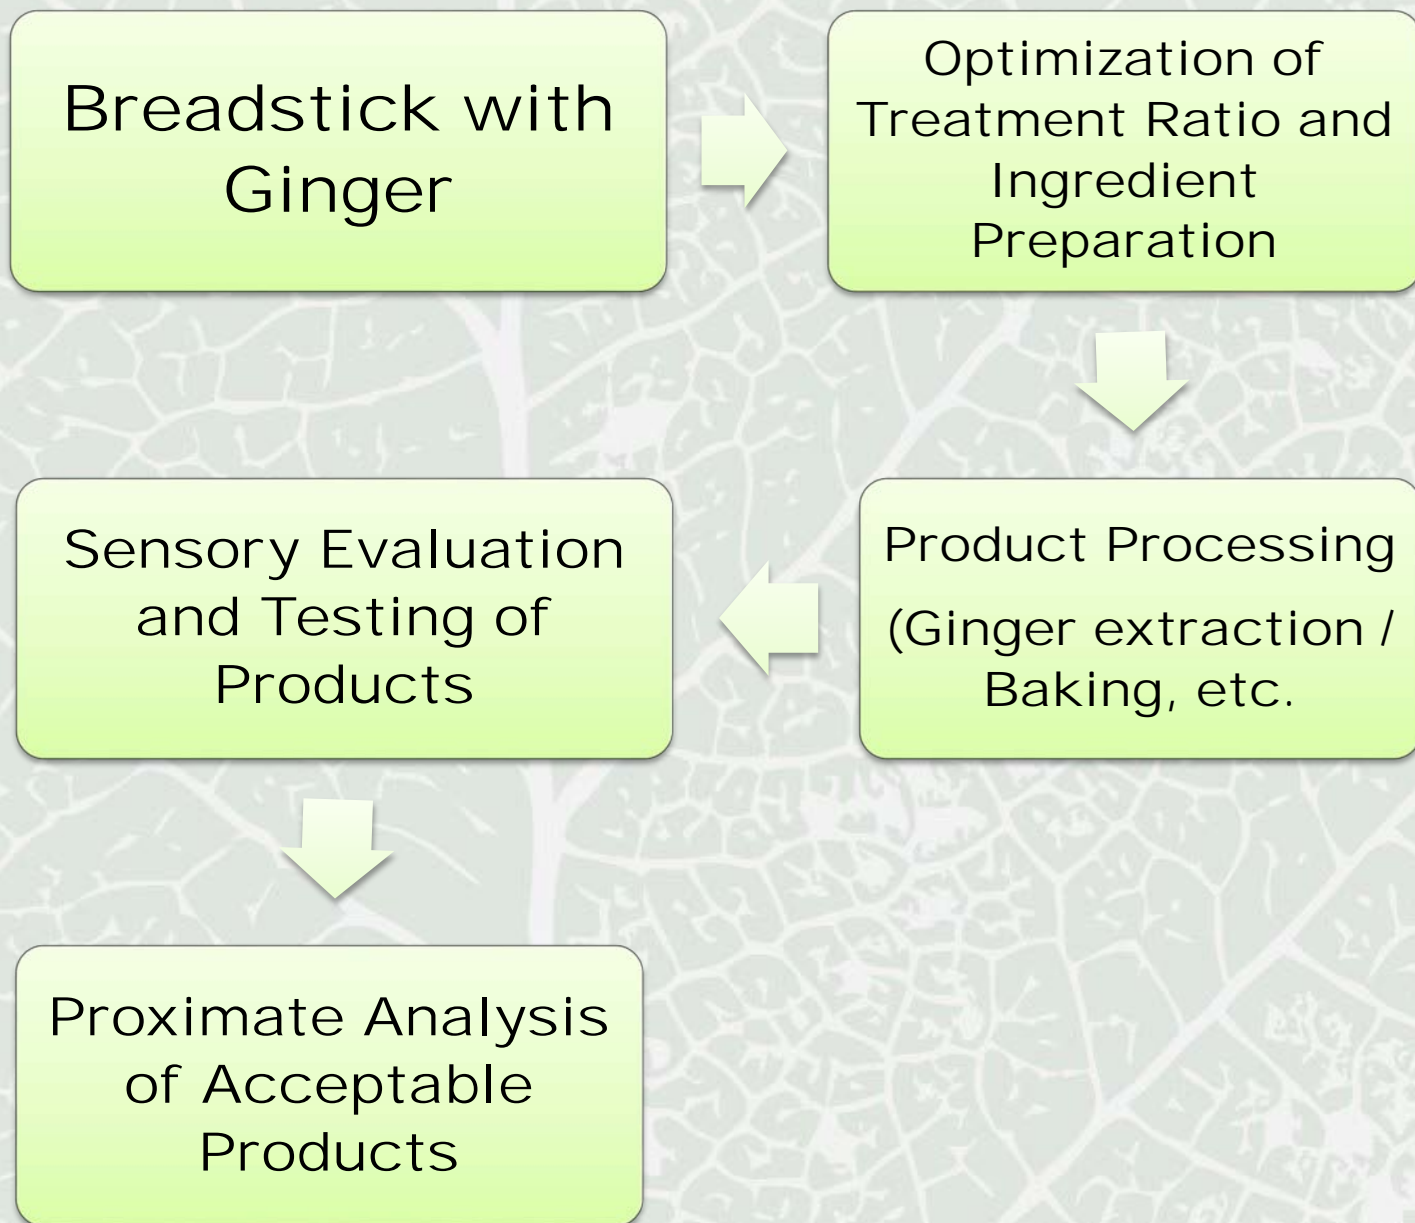 Breadstick with
Ginger
Optimization of
Treatment Ratio and
Ingredient
Preparation
Product Processing
(Ginger extraction /
Baking, etc.
Sensory Evaluation
and Testing of
Products
Proximate Analysis
of Acceptable
Products